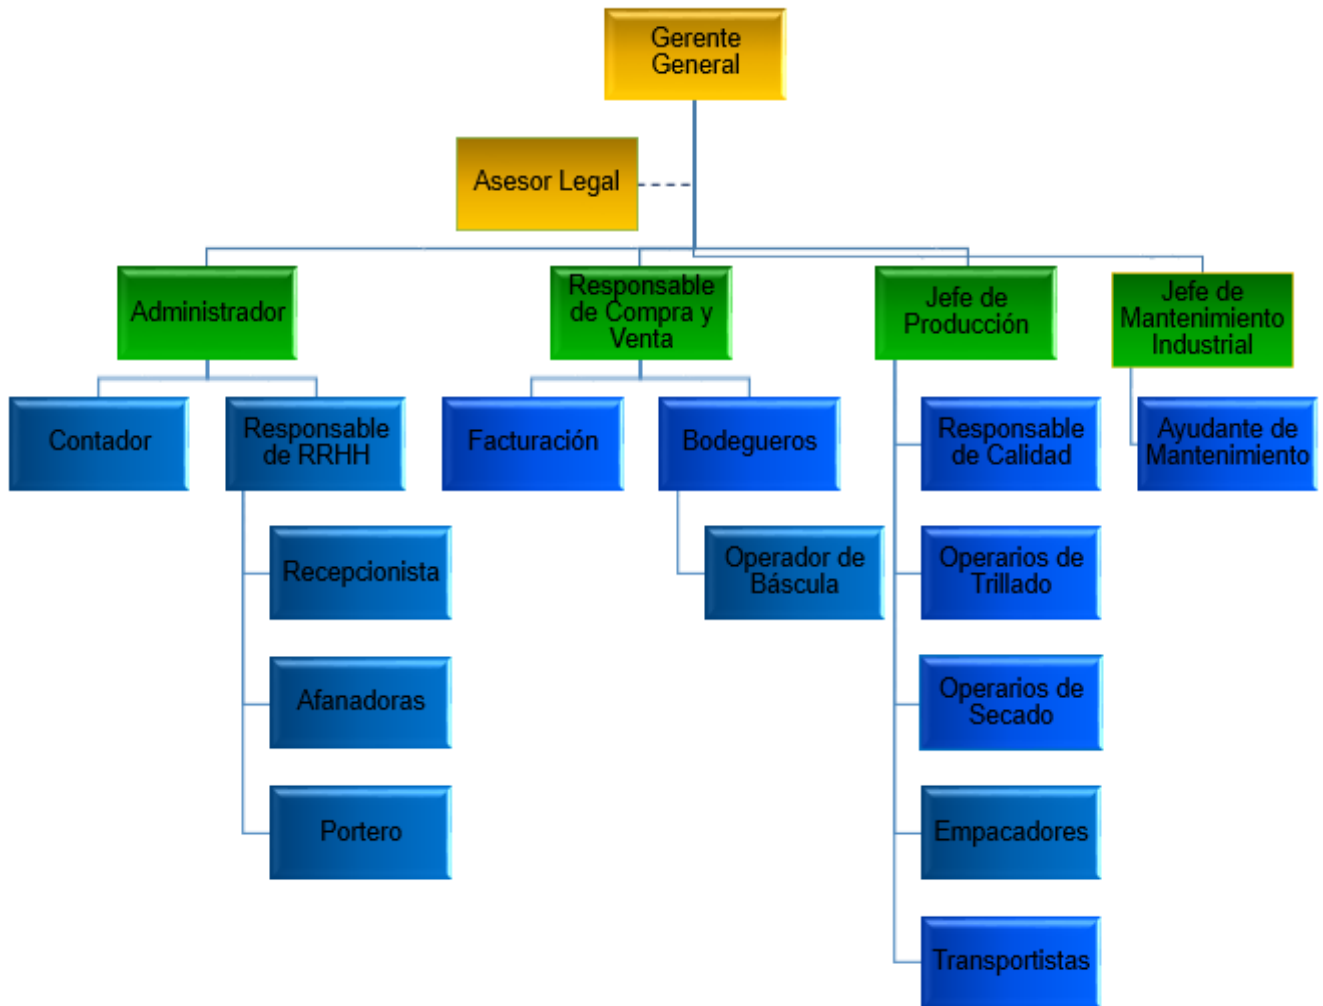 Gerente
General
Asesor Legal
Administrador
Responsable
de Compra y
Venta
Jefe de
Producción
Jefe de
Mantenimiento
Industrial
Contador
Responsable
de RRHH
Facturación
Bodegueros
Responsable
de Calidad
Ayudante de
Mantenimiento
Recepcionista
Operador de
Báscula
Operarios de
Trillado
Afanadoras
Operarios de
Secado
Portero
Empacadores
Transportistas